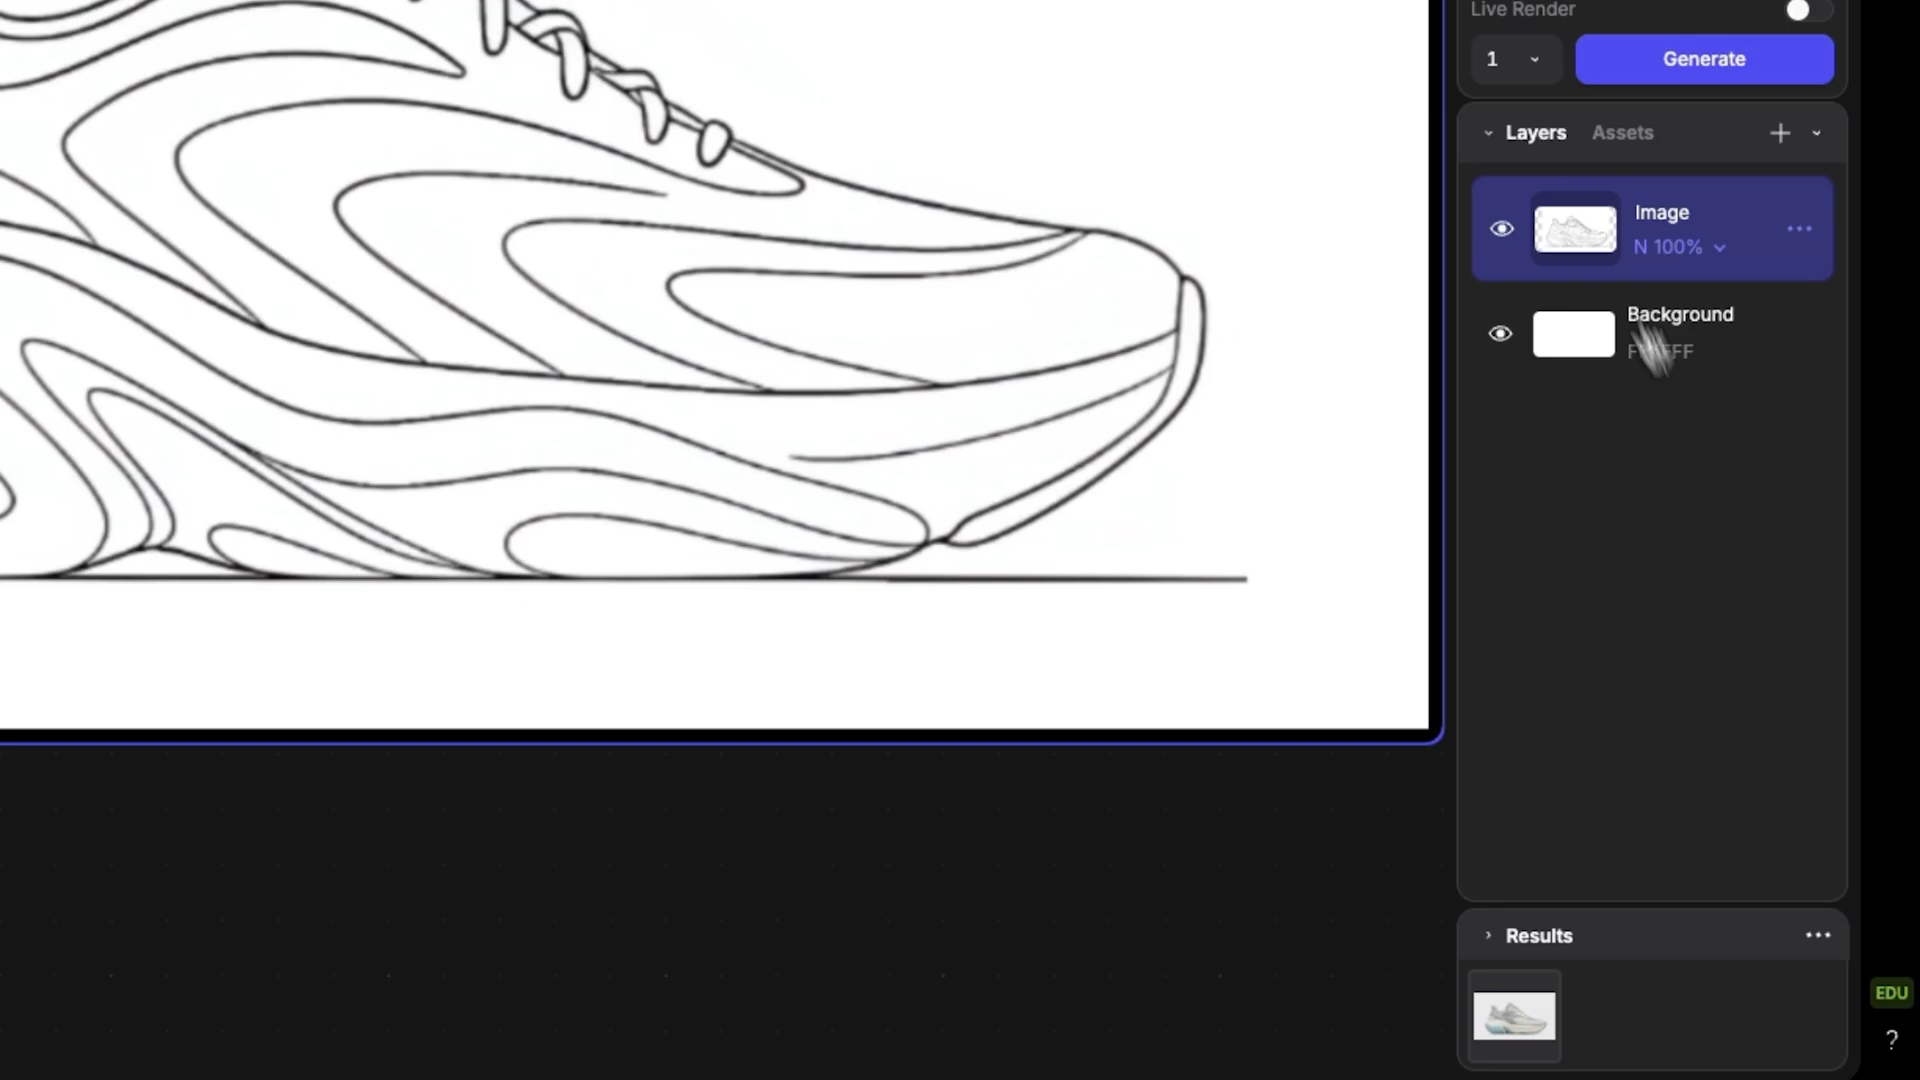 Live Render
1
Generate
Layers
Assets
Image
N 100%
Background
Results
EDU
?